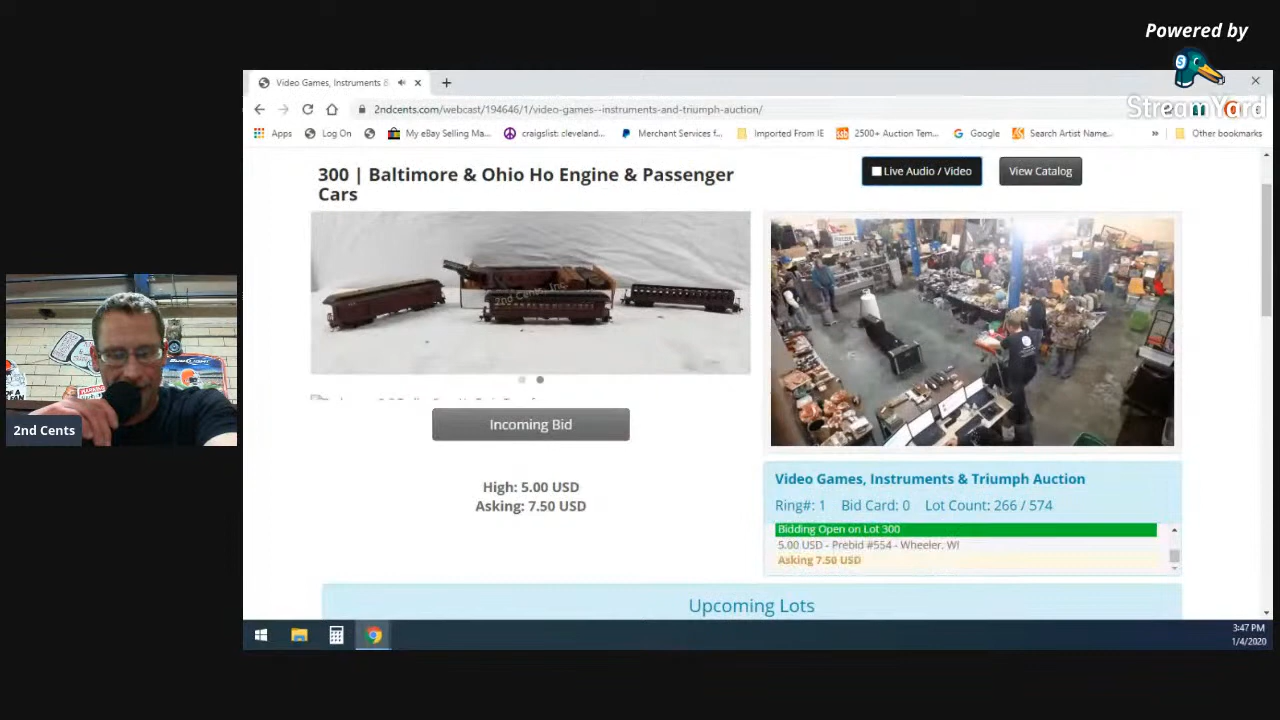 Powered by
S
StreamYard
Video Games, Instruments &
2ndcents.com/webcast/194646/1/video-games--instruments-and-triumph-auction/
Apps
Log On
My eBay Selling Ma...
craigslist: cleveland...
Merchant Services f...
Imported From IE
2500+ Auction Tem...
Google
Search Artist Name...
Other bookmarks
300 | Baltimore & Ohio Ho Engine & Passenger
Cars
Live Audio / Video
View Catalog
2nd Cents, Inc.
Incoming Bid
High: 5.00 USD
Asking: 7.50 USD
Video Games, Instruments & Triumph Auction
Ring#: 1 Bid Card: 0 Lot Count: 266 / 574
Bidding Open on Lot 300
5.00 USD - Prebid #554 - Wheeler, WI
Asking 7.50 USD
Upcoming Lots
2nd Cents
3:47 PM
1/4/2020